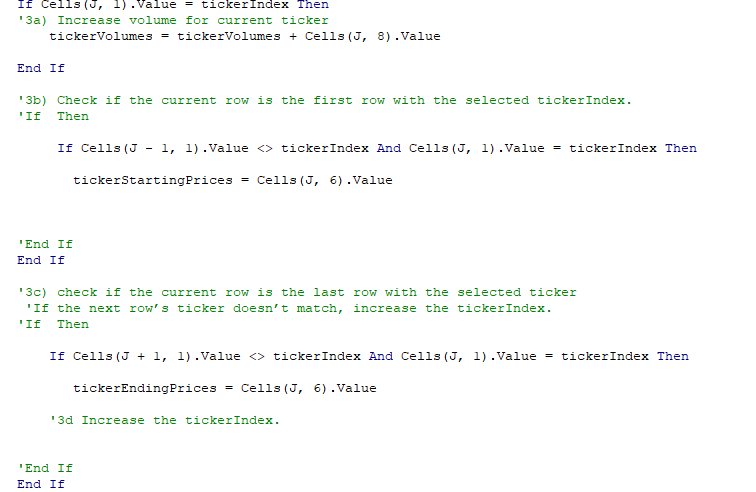 If Cells(J, 1).Value = tickerIndex Then
'3a) Increase volume for current ticker
tickerVolumes = tickerVolumes + Cells(J, 8).Value
End If
'3b) Check if the current row is the first row with the selected tickerIndex.
'If  Then
If Cells(J - 1, 1).Value <> tickerIndex And Cells(J, 1).Value = tickerIndex Then
tickerStartingPrices = Cells(J, 6).Value
'End If
End If
'3c) check if the current row is the last row with the selected ticker
'If the next row’s ticker doesn’t match, increase the tickerIndex.
'If  Then
If Cells(J + 1, 1).Value <> tickerIndex And Cells(J, 1).Value = tickerIndex Then
tickerEndingPrices = Cells(J, 6).Value
'3d Increase the tickerIndex.
'End If
End If